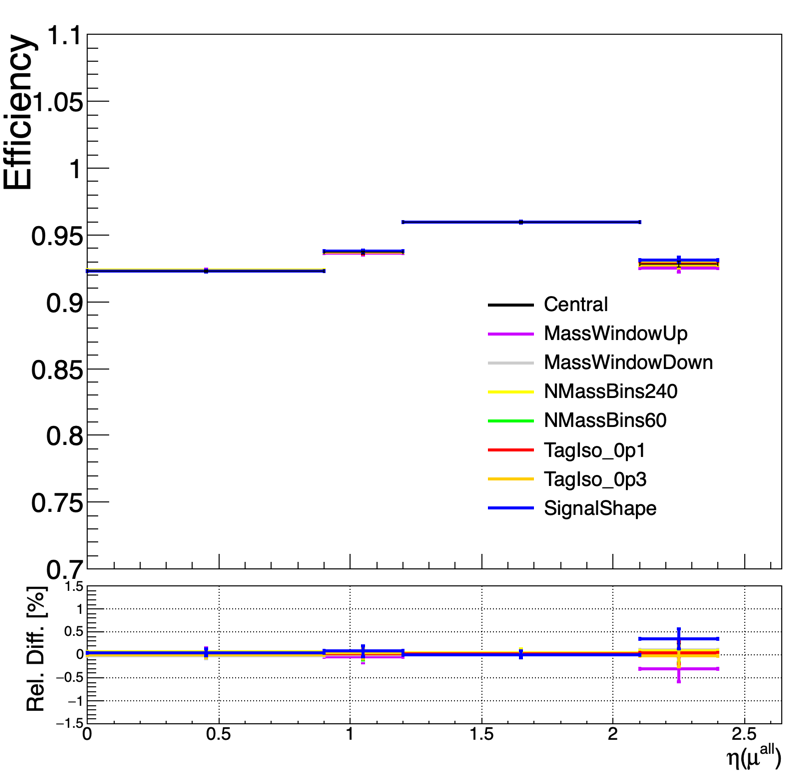 Efficiency
1.1
1.05
1
0.95
0.9
0.85
0.8
0.75
0.7
Central
MassWindowUp
MassWindowDown
NMassBins240
NMassBins60
TagIso_0p1
TagIso_0p3
SignalShape
Rel. Diff. [%]
1.5
1
0.5
0
−0.5
−1
−1.5
0 0.5 1 1.5 2 2.5
η(μ^all)